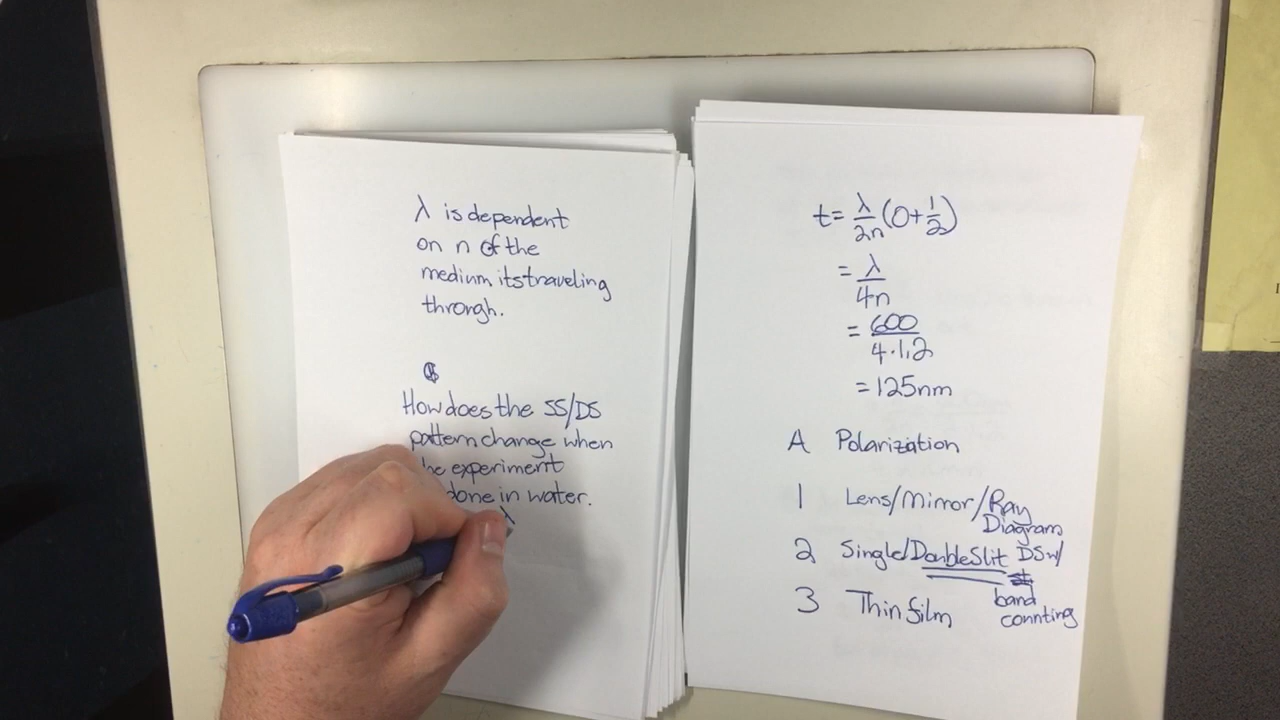 λ is dependent
on n of the
medium its traveling
through.
How does the SS/DS
pattern change when
the experiment
done in water.
λ
t = λ/2n (0 + 1/2)
= λ/4n
= 600/4·1.2
= 125nm
A Polarization
1 Lens/Mirror/Ray
Diagram
2 Single/Double Slit DS w/
band
counting
3 Thin film